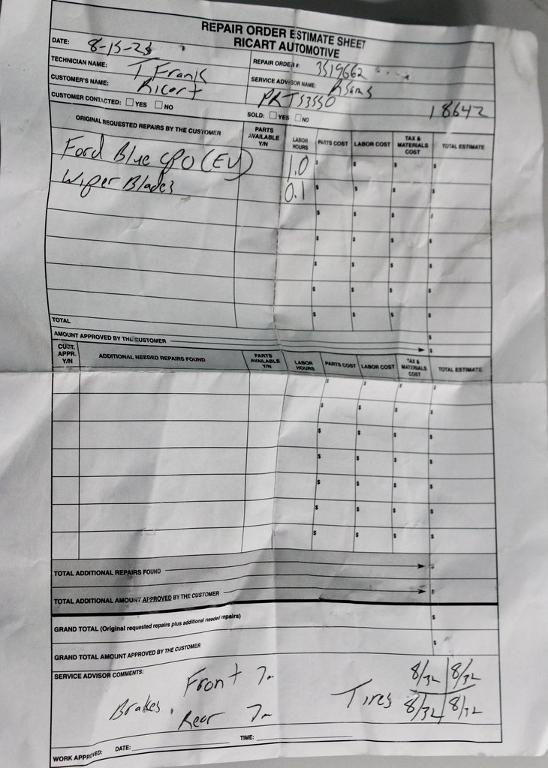 REPAIR ORDER ESTIMATE SHEET
RICART AUTOMOTIVE
DATE: 8-15-23
REPAIR ORDER#: 3519662
TECHNICIAN NAME: T Frank
SERVICE ADVISOR NAME:
CUSTOMER'S NAME: Ricart
PRT53550
18642
CUSTOMER CONTACTED: YES NO
SOLD: YES NO
ORIGINAL REQUESTED REPAIRS BY THE CUSTOMER PARTS AVAILABLE Y/N LABOR HOURS PARTS COST LABOR COST TAX & MATERIALS COST TOTAL ESTIMATE
Ford Blue CPO (EV) 1.0 $ $ $ $
Wiper Blades 0.1 $ $ $ $
$ $ $ $
$ $ $ $
$ $ $ $
$ $ $ $
TOTAL $ $ $ $
AMOUNT APPROVED BY THE CUSTOMER $
CUST. APPR. Y/N ADDITIONAL NEEDED REPAIRS FOUND PARTS AVAILABLE Y/N LABOR HOURS PARTS COST LABOR COST TAX & MATERIALS COST TOTAL ESTIMATE
$ $ $ $
$ $ $ $
$ $ $ $
$ $ $ $
$ $ $ $
$ $ $ $
$ $ $ $
TOTAL ADDITIONAL REPAIRS FOUND $
TOTAL ADDITIONAL AMOUNT APPROVED BY THE CUSTOMER $
GRAND TOTAL (Original requested repairs plus additional needed repairs) $
GRAND TOTAL AMOUNT APPROVED BY THE CUSTOMER $
SERVICE ADVISOR COMMENTS:
Front 7m
Brakes.
Rear 7m
Tires
8/32 8/32
8/32 8/32
WORK APPROVED: DATE: TIME: